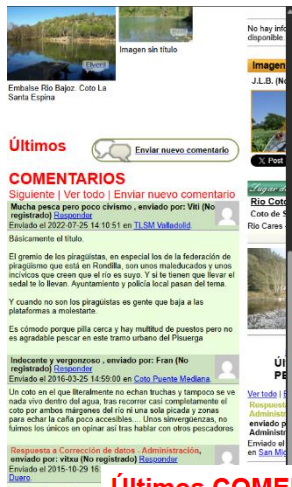 Elveril
Embalse Rio Bajoz. Coto La
Santa Espina
Imagen sin título
Últimos
Enviar nuevo comentario
COMENTARIOS
Siguiente | Ver todo | Enviar nuevo comentario
Mucha pesca pero poco civismo , enviado por: Viti (No
registrado) Responder
Enviado el 2022-07-25 14:10:51 en TLSM Valladolid.
Básicamente el título.
El gremio de los piragüistas, en especial los de la federación de
piragüismo que está en Rondilla, son unos maleducados y unos
incívicos que creen que el río es suyo. Y si te tienen que llevar el
sedal te lo llevan. Ayuntamiento y policía local pasan del tema.
Y cuando no son los piragüistas es gente que baja a las
plataformas a molestarte.
Es cómodo porque pilla cerca y hay multitud de puestos pero no
es agradable pescar en este tramo urbano del Pisuerga
Indecente y vergonzoso , enviado por: Fran (No
registrado) Responder
Enviado el 2016-03-25 14:59:00 en Coto Puente Mediana.
Un coto en el que literalmente no echan truchas y tampoco se ve
nada vivo dentro del agua, tras recorrer casi completamente el
coto por ambos márgenes del río ni una sola picada y zonas
para echar la caña poco accesibles... Unos sinvergüenzas, no
fuimos los únicos en opinar así tras hablar con otros pescadores
Respuesta a Corrección de datos - Administración,
enviado por: vitxu (No registrado) Responder
Enviado el 2015-10-29 16:
Duero.
Últimos COME
No hay info
disponible.
Imagen
J.L.B. (No
Post
Lugar d
Rio Coto
Coto de S
Rio Cares -
Úl
PE
Ver todo | E
Respuest
Administ
enviado p
Administr
Enviado el
en San Mig